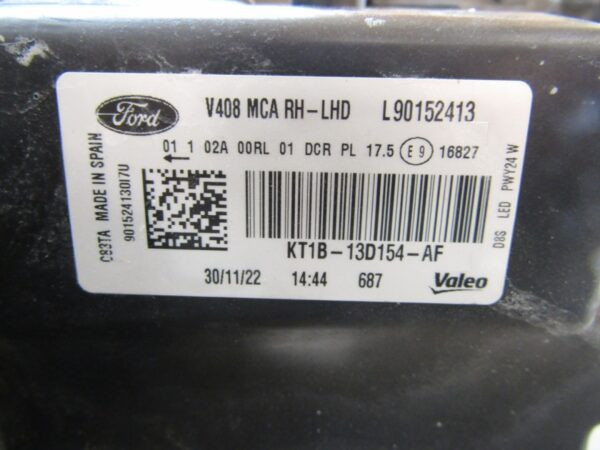 Ford
V408 MCA RH-LHD L90152413
01 1 02A 00RL 01 DCR PL 17.5 E9 16827
C83TA MADE IN SPAIN
90152413017U
D8S LED PWY24 W
KT1B-13D154-AF
30/11/22 14:44 687
Valeo